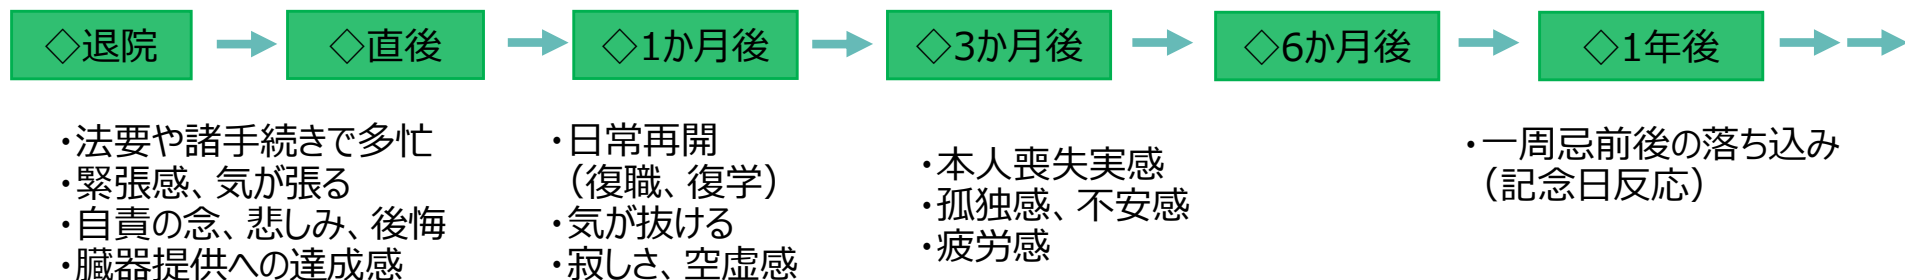 ◇退院
◇直後
◇1か月後
◇3か月後
◇6か月後
◇1年後
・法要や諸手続きで多忙
・緊張感、気が張る
・自責の念、悲しみ、後悔
・臓器提供への達成感
・日常再開
（復職、復学）
・気が抜ける
・寂しさ、空虚感
・本人喪失実感
・孤独感、不安感
・疲労感
・一周忌前後の落ち込み
（記念日反応）